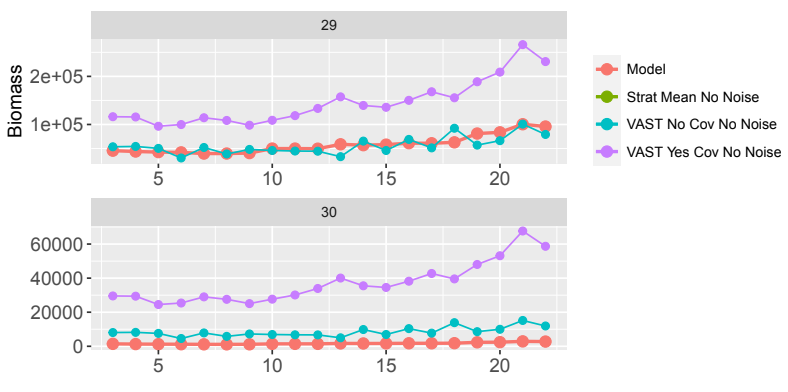 29
Biomass
2e+05
1e+05
5 10 15 20
30
60000
40000
20000
0
5 10 15 20
Model
Strat Mean No Noise
VAST No Cov No Noise
VAST Yes Cov No Noise